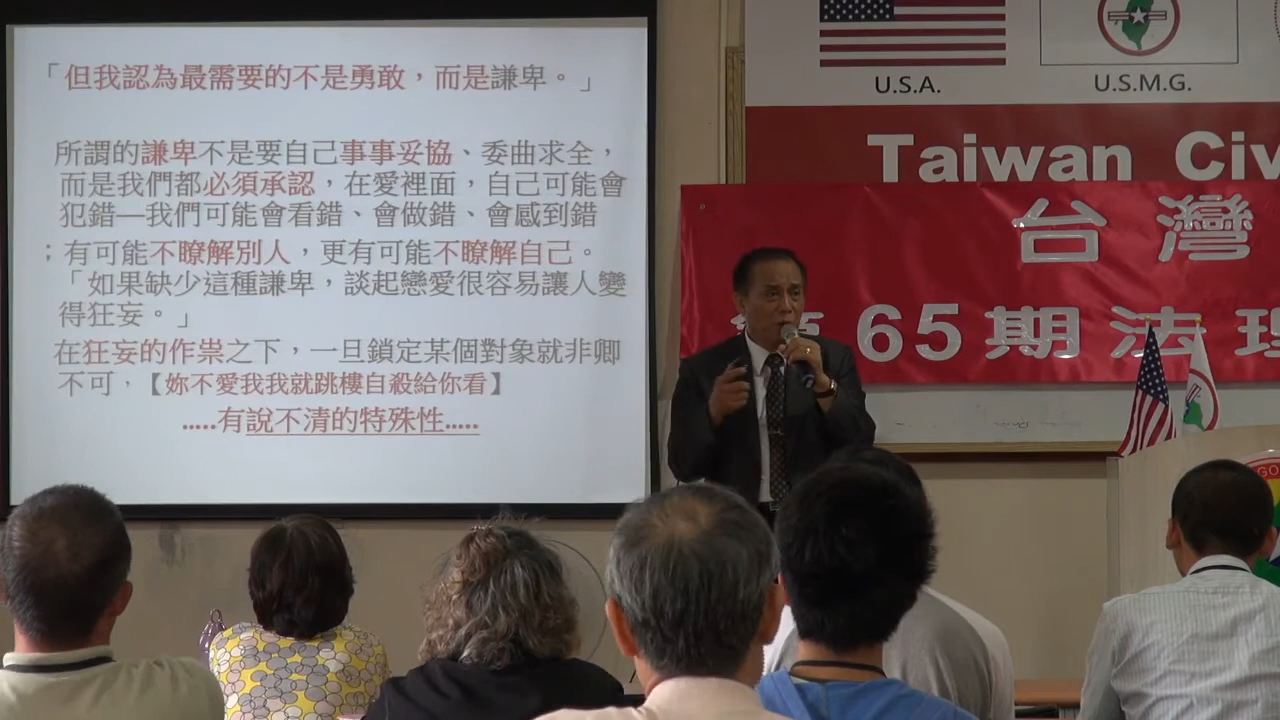 「但我認為最需要的不是勇敢，而是謙卑。」
所謂的謙卑不是要自己事事妥協、委曲求全，
而是我們都必須承認，在愛裡面，自己可能會
犯錯—我們可能會看錯、會做錯、會感到錯
；有可能不瞭解別人，更有可能不瞭解自己。
「如果缺少這種謙卑，談起戀愛很容易讓人變
得狂妄。」
在狂妄的作祟之下，一旦鎖定某個對象就非卿
不可，【妳不愛我我就跳樓自殺給你看】
.....有說不清的特殊性.....
U.S.A.
U.S.M.G.
Taiwan Civ
台灣
第65期法理
GO